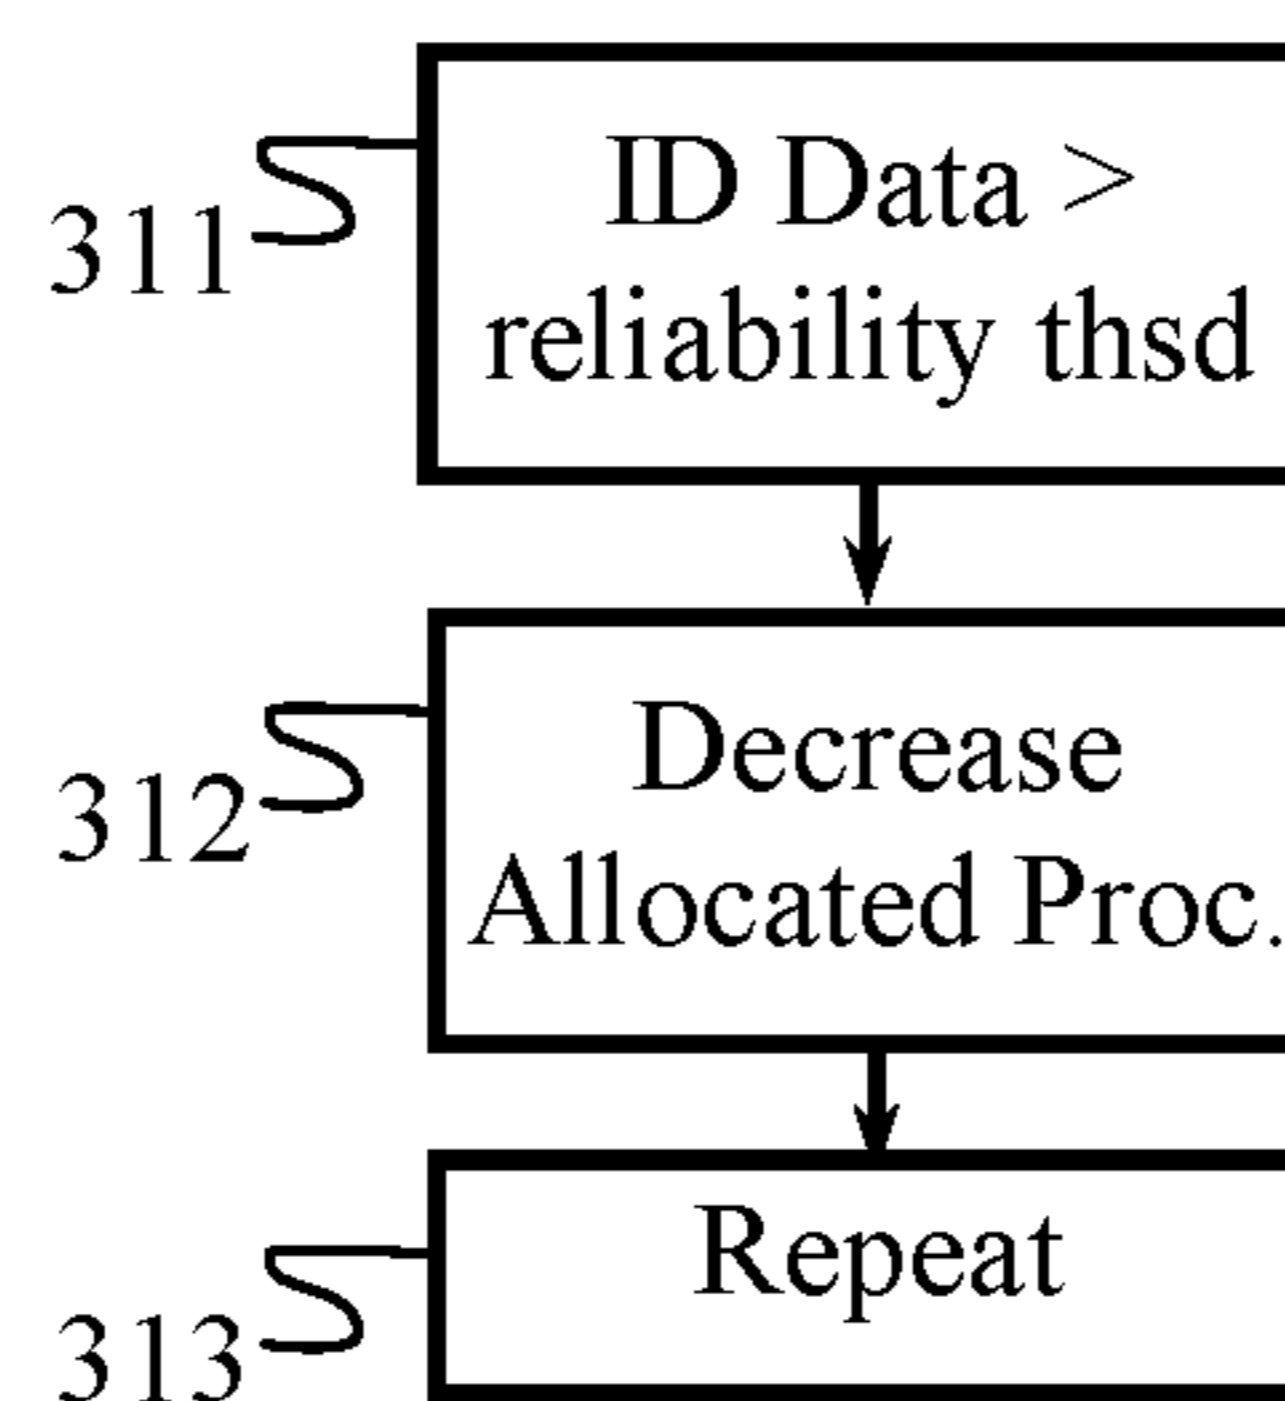 ID Data >
311
reliability thsd
Decrease
312
Allocated Proc.
Repeat
313